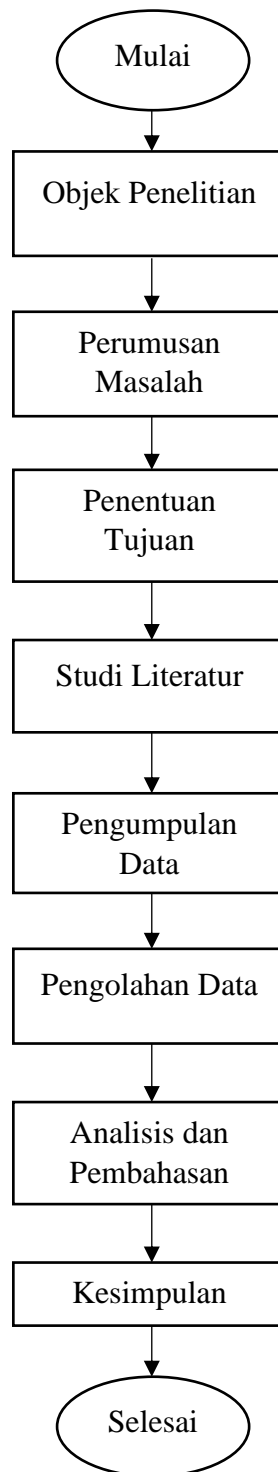 Mulai
Objek Penelitian
Perumusan
Masalah
Penentuan
Tujuan
Studi Literatur
Pengumpulan
Data
Pengolahan Data
Analisis dan
Pembahasan
Kesimpulan
Selesai